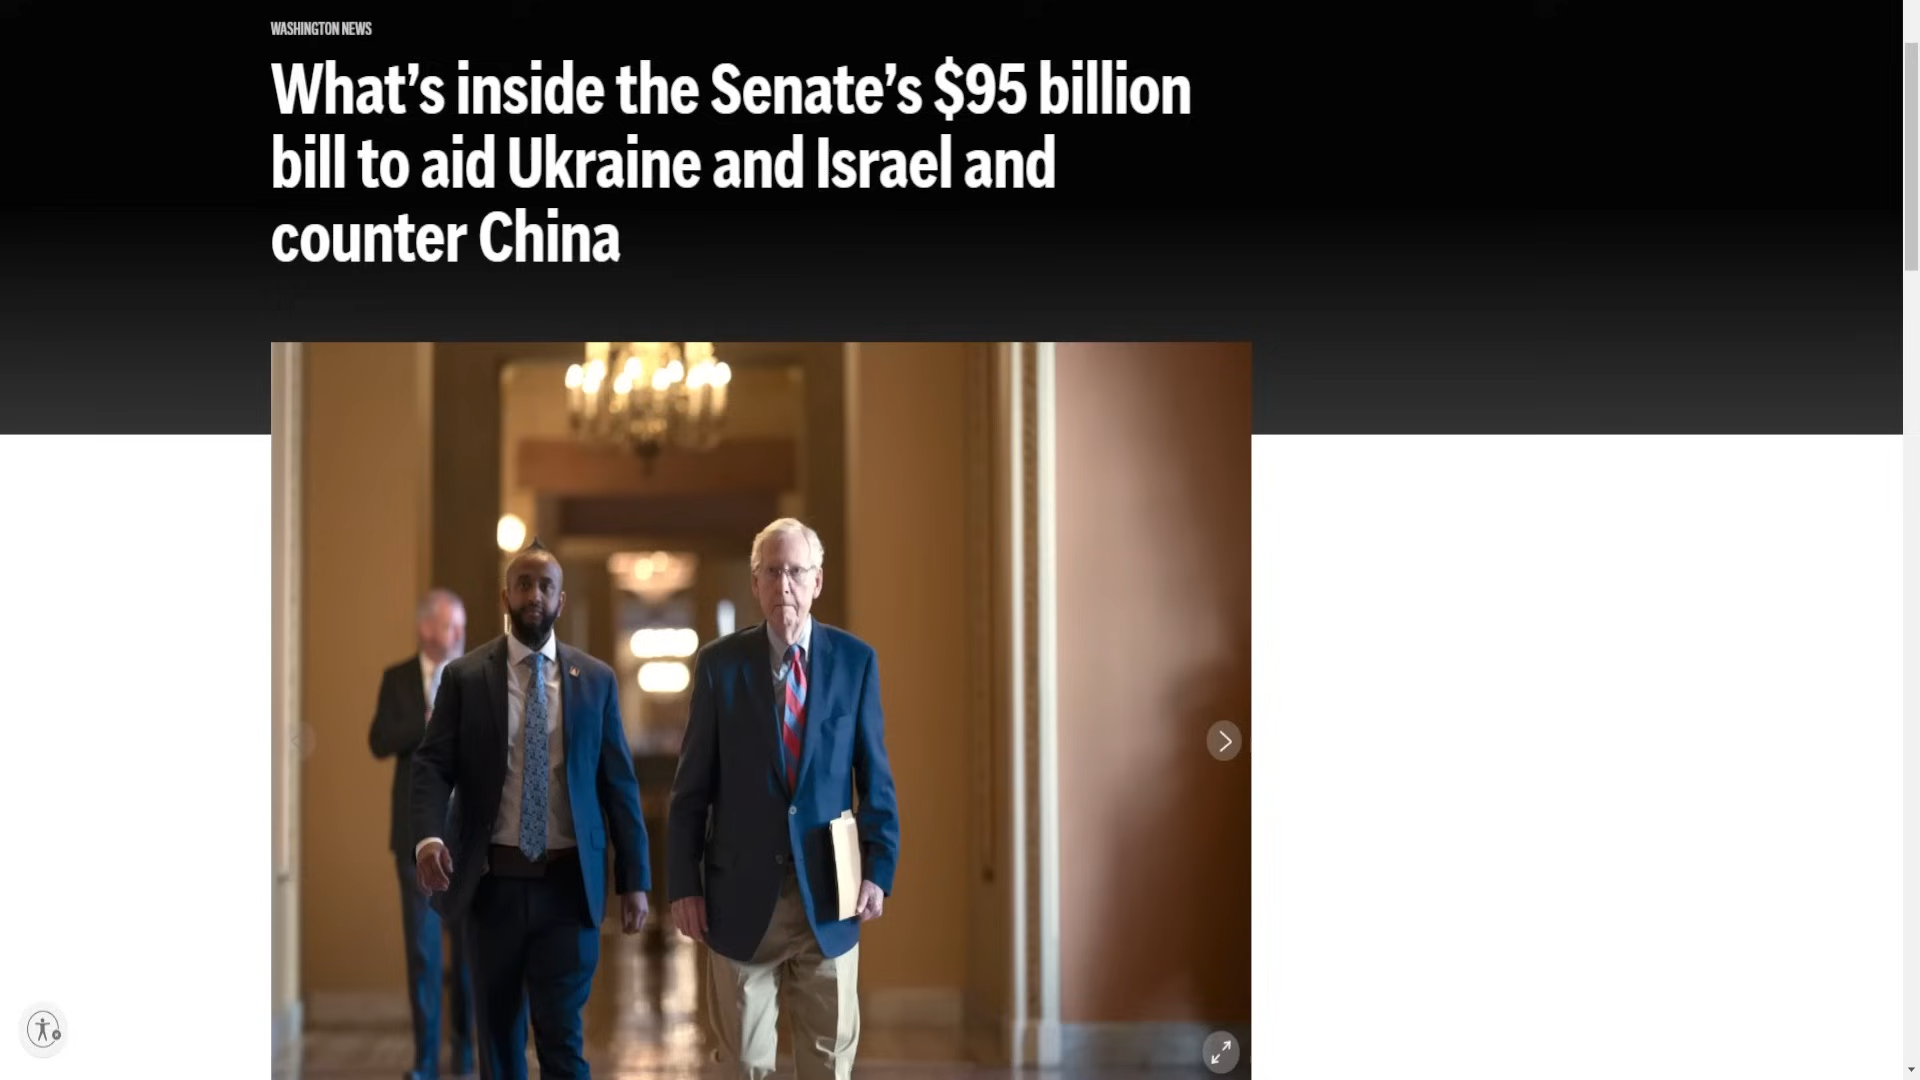 WASHINGTON NEWS
What’s inside the Senate’s $95 billion
bill to aid Ukraine and Israel and
counter China